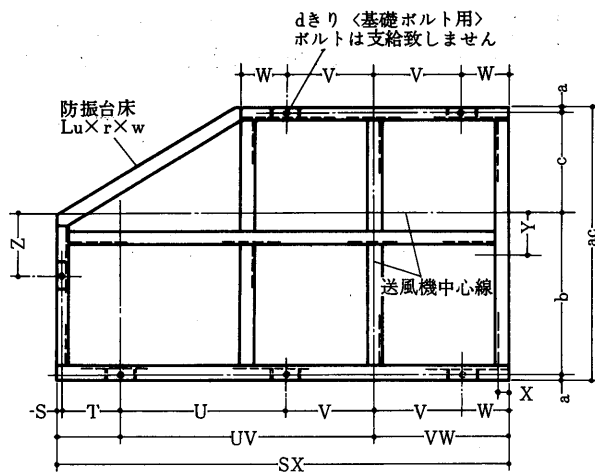 dきり〈基礎ボルト用〉
ボルトは支給致しません
W V V W
a
防振台床
Lu×r×w
c
ac
Z
Y
送風機中心線
b
X
a
S T U V V W
UV VW
SX